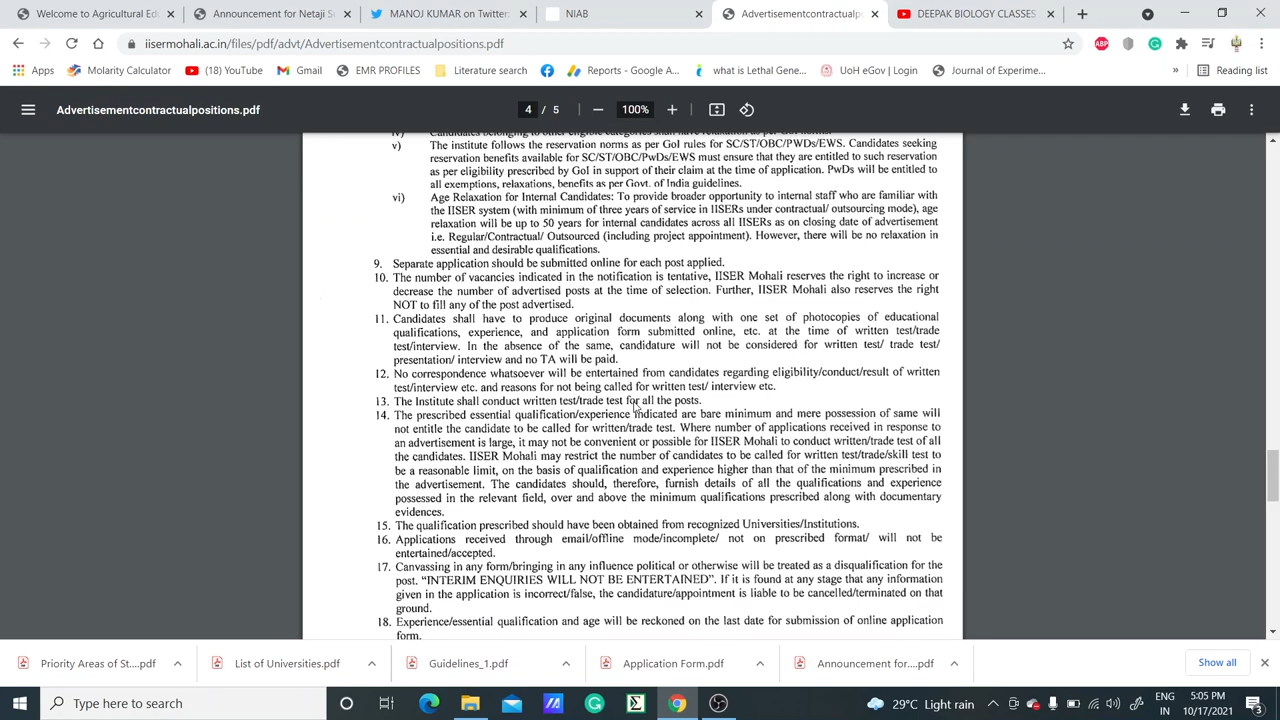 Welcome to Agricultural Edu
Announcement for Netaji S
MANOJ KUMAR on Twitter:
NIAB
Advertisementcontractualpo
DEEPAK BIOLOGY CLASSES
iisermohali.ac.in/files/pdf/advt/Advertisementcontractualpositions.pdf
Apps
Molarity Calculator
(18) YouTube
Gmail
EMR PROFILES
Literature search
Reports - Google A...
what is Lethal Gene...
UoH eGov | Login
Journal of Experime...
»
Reading list
Advertisementcontractualpositions.pdf
4 / 5
100%
iv) Candidates belonging to other eligible categories shall have relaxation as per GoI norms.
v) The institute follows the reservation norms as per GoI rules for SC/ST/OBC/PWDs/EWS. Candidates seeking
reservation benefits available for SC/ST/OBC/PwDs/EWS must ensure that they are entitled to such reservation
as per eligibility prescribed by GoI in support of their claim at the time of application. PwDs will be entitled to
all exemptions, relaxations, benefits as per Govt. of India guidelines.
vi) Age Relaxation for Internal Candidates: To provide broader opportunity to internal staff who are familiar with
the IISER system (with minimum of three years of service in IISERs under contractual/ outsourcing mode), age
relaxation will be up to 50 years for internal candidates across all IISERs as on closing date of advertisement
i.e. Regular/Contractual/ Outsourced (including project appointment). However, there will be no relaxation in
essential and desirable qualifications.
9. Separate application should be submitted online for each post applied.
10. The number of vacancies indicated in the notification is tentative, IISER Mohali reserves the right to increase or
decrease the number of advertised posts at the time of selection. Further, IISER Mohali also reserves the right
NOT to fill any of the post advertised.
11. Candidates shall have to produce original documents along with one set of photocopies of educational
qualifications, experience, and application form submitted online, etc. at the time of written test/trade
test/interview. In the absence of the same, candidature will not be considered for written test/ trade test/
presentation/ interview and no TA will be paid.
12. No correspondence whatsoever will be entertained from candidates regarding eligibility/conduct/result of written
test/interview etc. and reasons for not being called for written test/ interview etc.
13. The Institute shall conduct written test/trade test for all the posts.
14. The prescribed essential qualification/experience indicated are bare minimum and mere possession of same will
not entitle the candidate to be called for written/trade test. Where number of applications received in response to
an advertisement is large, it may not be convenient or possible for IISER Mohali to conduct written/trade test of all
the candidates. IISER Mohali may restrict the number of candidates to be called for written test/trade/skill test to
be a reasonable limit, on the basis of qualification and experience higher than that of the minimum prescribed in
the advertisement. The candidates should, therefore, furnish details of all the qualifications and experience
possessed in the relevant field, over and above the minimum qualifications prescribed along with documentary
evidences.
15. The qualification prescribed should have been obtained from recognized Universities/Institutions.
16. Applications received through email/offline mode/incomplete/ not on prescribed format/ will not be
entertained/accepted.
17. Canvassing in any form/bringing in any influence political or otherwise will be treated as a disqualification for the
post. “INTERIM ENQUIRIES WILL NOT BE ENTERTAINED”. If it is found at any stage that any information
given in the application is incorrect/false, the candidature/appointment is liable to be cancelled/terminated on that
ground.
18. Experience/essential qualification and age will be reckoned on the last date for submission of online application
form.
Priority Areas of St....pdf
List of Universities.pdf
Guidelines_1.pdf
Application Form.pdf
Announcement for....pdf
Show all
Type here to search
29°C Light rain
ENG
IN
5:05 PM
10/17/2021
3